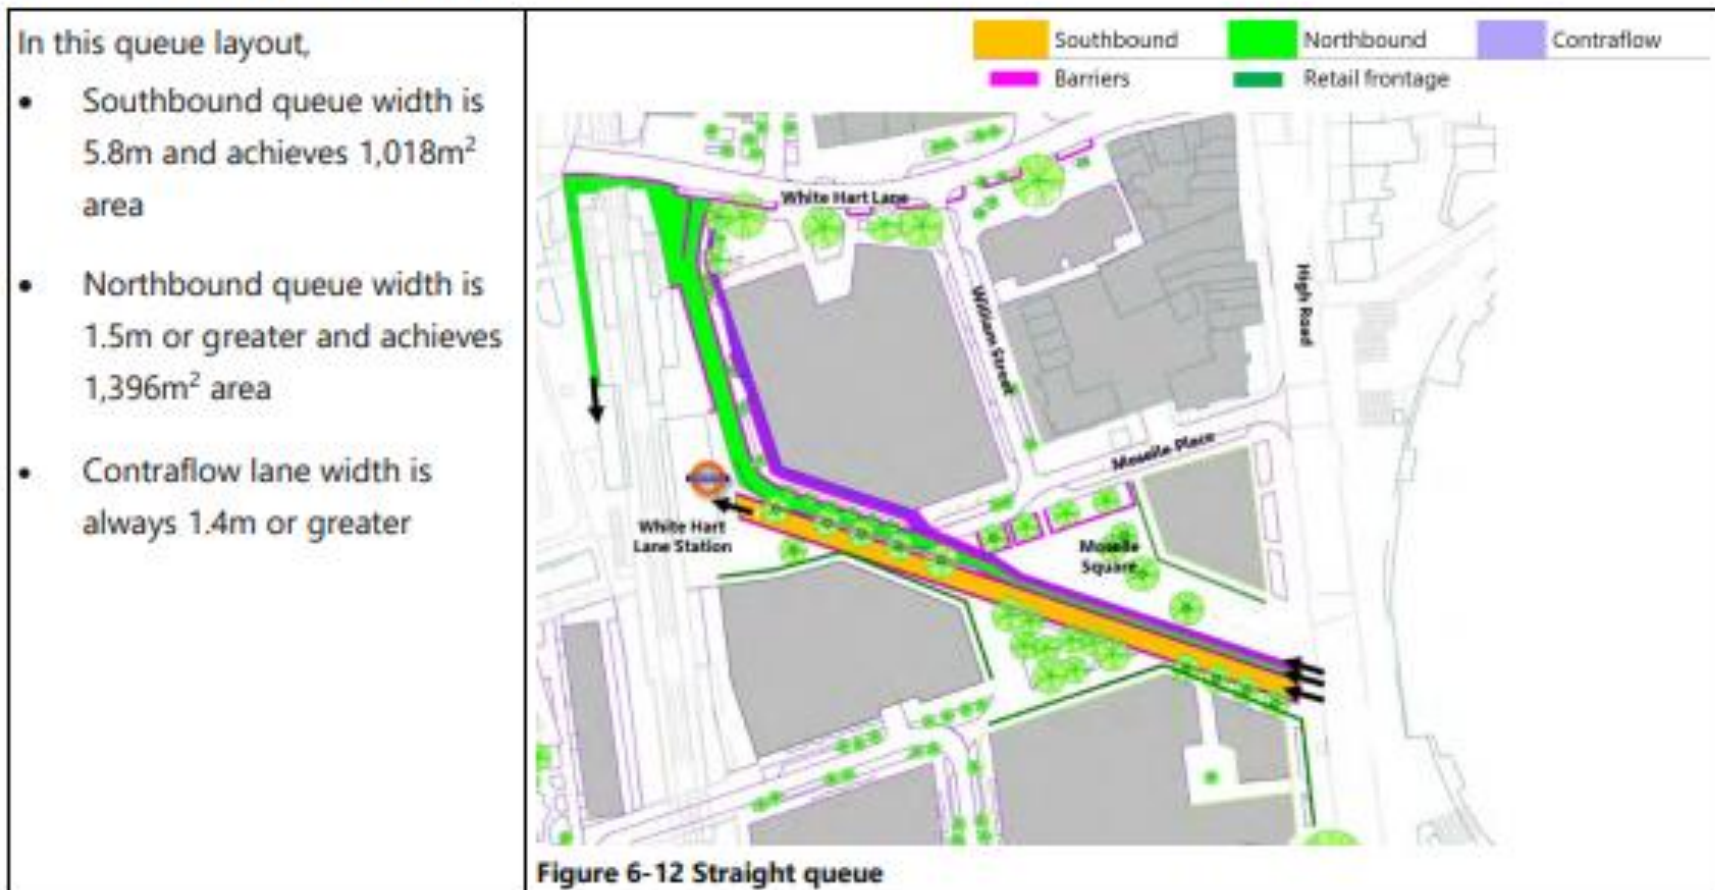 In this queue layout,
• Southbound queue width is
5.8m and achieves 1,018m²
area
• Northbound queue width is
1.5m or greater and achieves
1,396m² area
• Contraflow lane width is
always 1.4m or greater
Southbound
Northbound
Contraflow
Barriers
Retail frontage
White Hart Lane
High Road
William Street
Moselle Place
White Hart
Lane Station
Moselle
Square
Figure 6-12 Straight queue